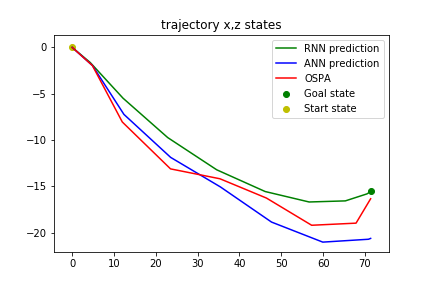 trajectory x,z states
RNN prediction
ANN prediction
OSPA
Goal state
Start state
0
−5
−10
−15
−20
0 10 20 30 40 50 60 70